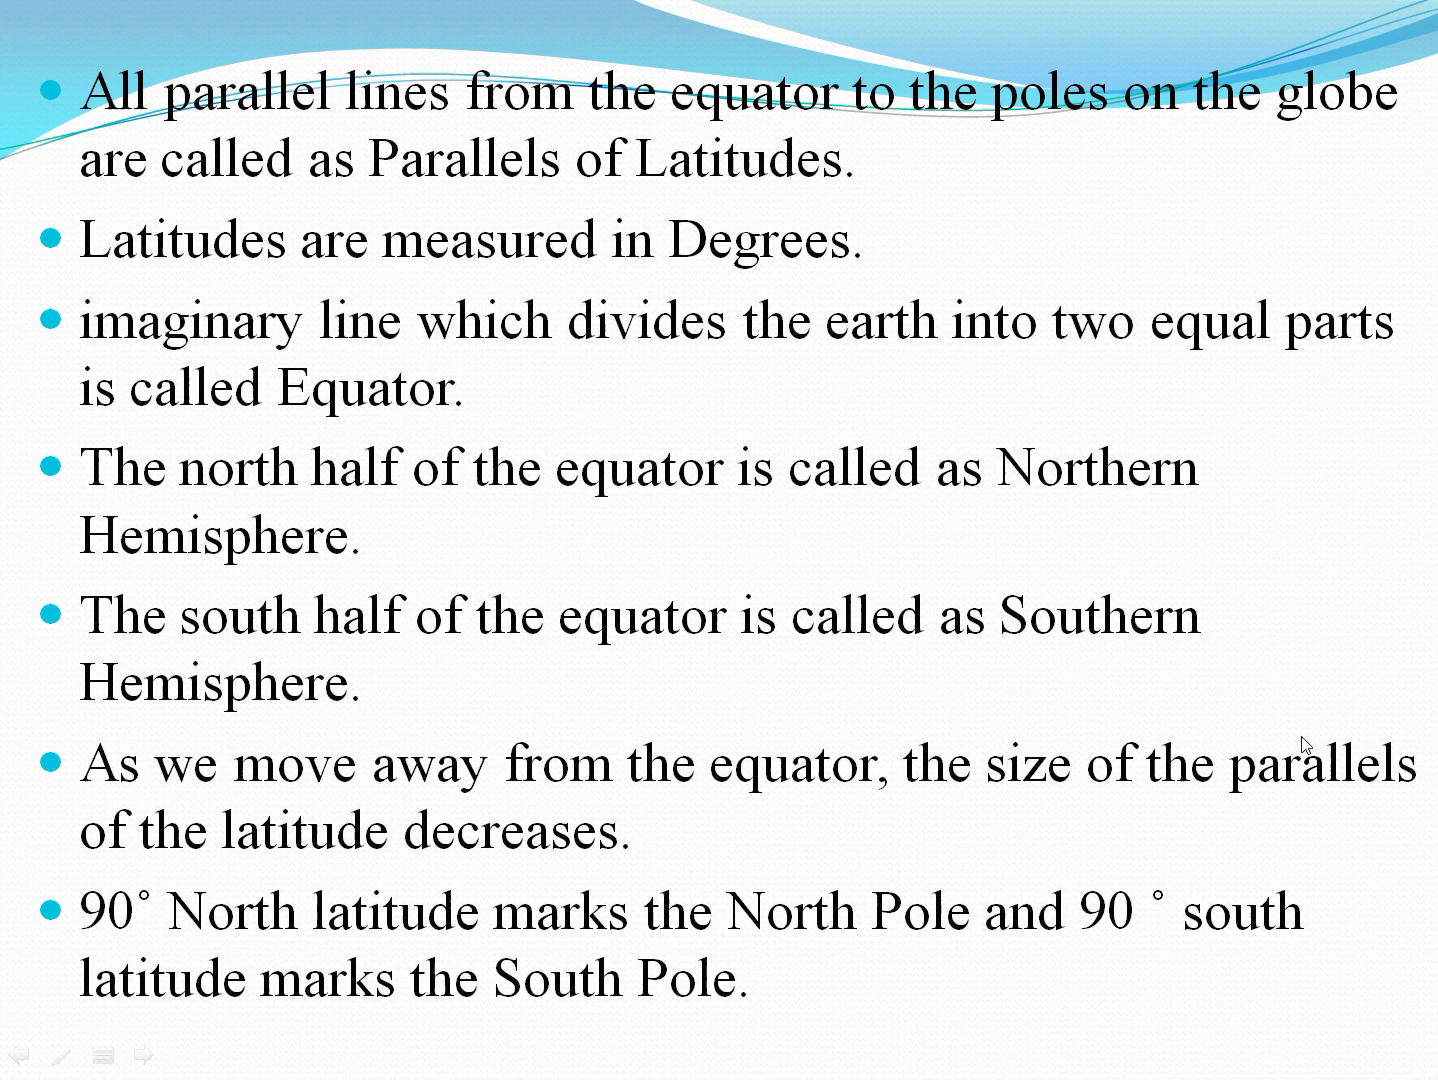 All parallel lines from the equator to the poles on the globe
are called as Parallels of Latitudes.
Latitudes are measured in Degrees.
imaginary line which divides the earth into two equal parts
is called Equator.
The north half of the equator is called as Northern
Hemisphere.
The south half of the equator is called as Southern
Hemisphere.
As we move away from the equator, the size of the parallels
of the latitude decreases.
90˚ North latitude marks the North Pole and 90 ˚ south
latitude marks the South Pole.